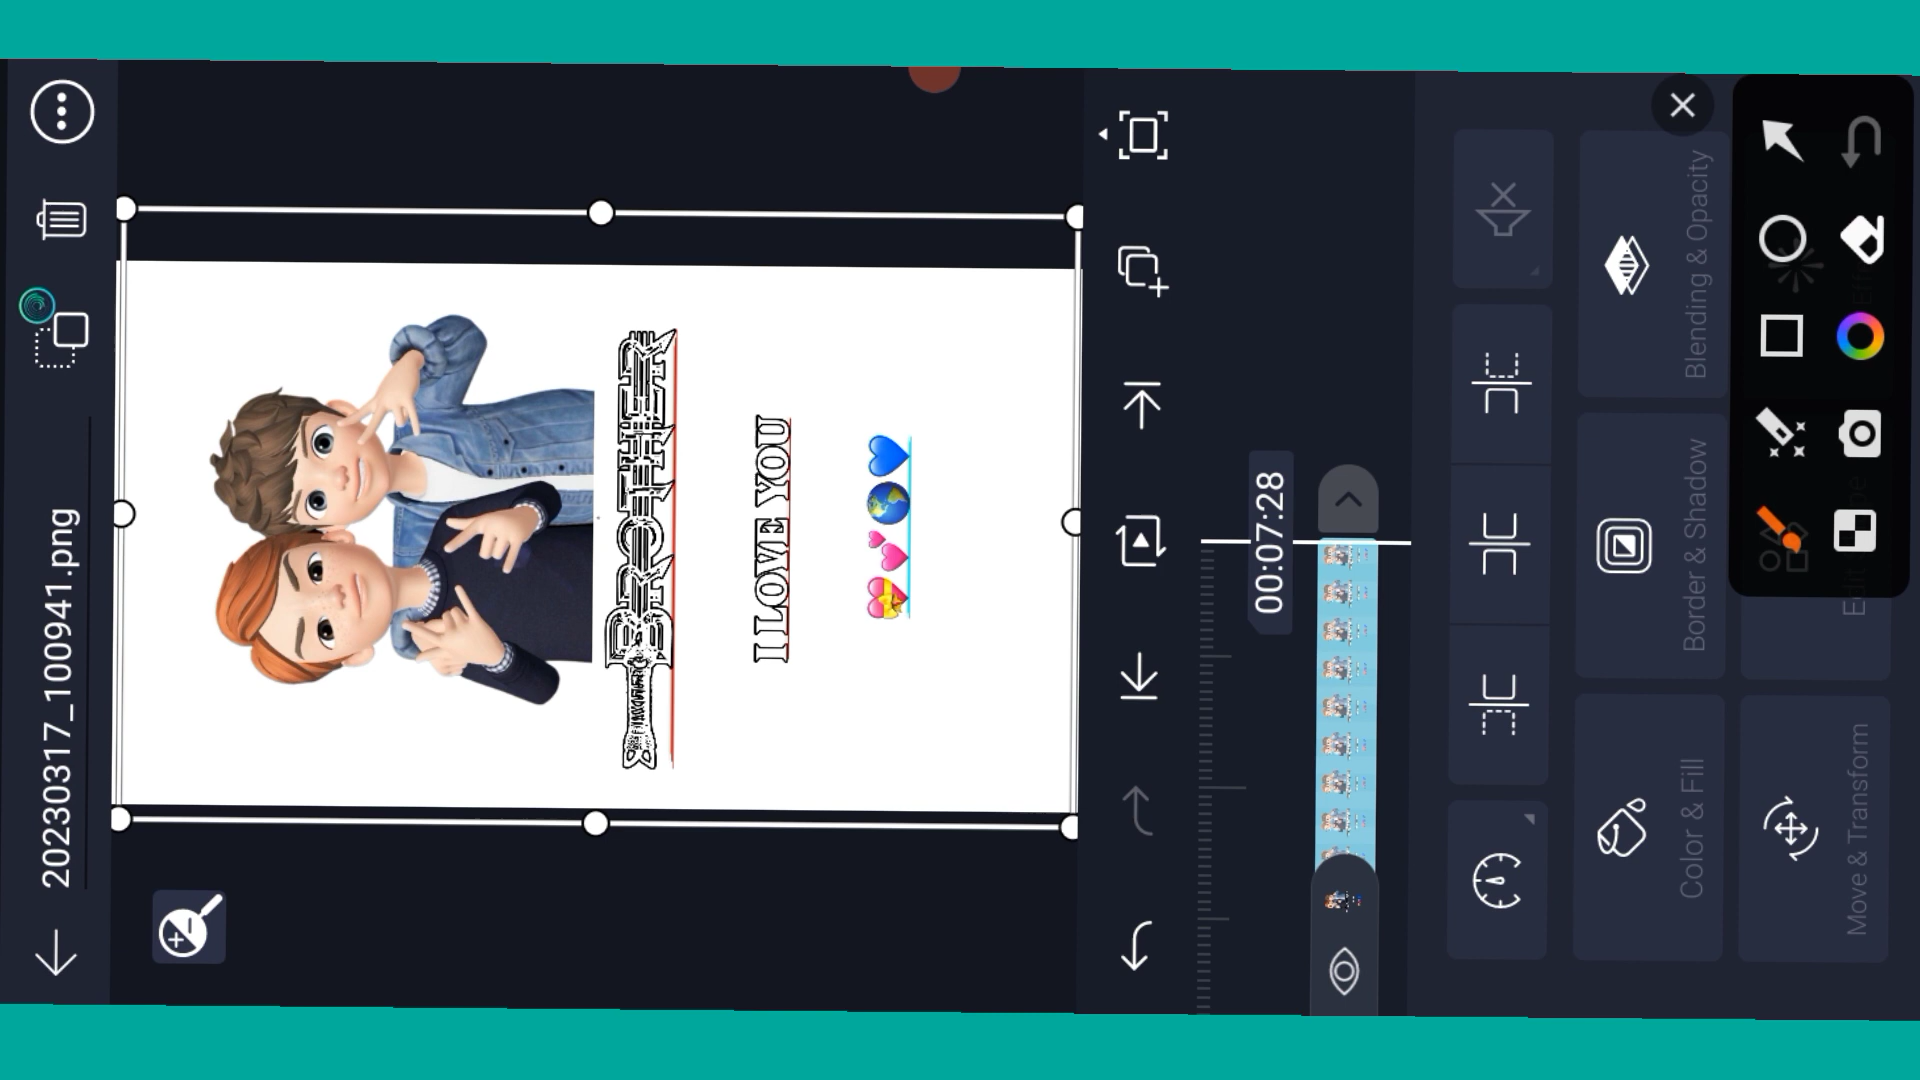 20230317_100941.png
BROTHER
I LOVE YOU
00:07:28
Blending & Opacity
Border & Shadow
Color & Fill
Move & Transform